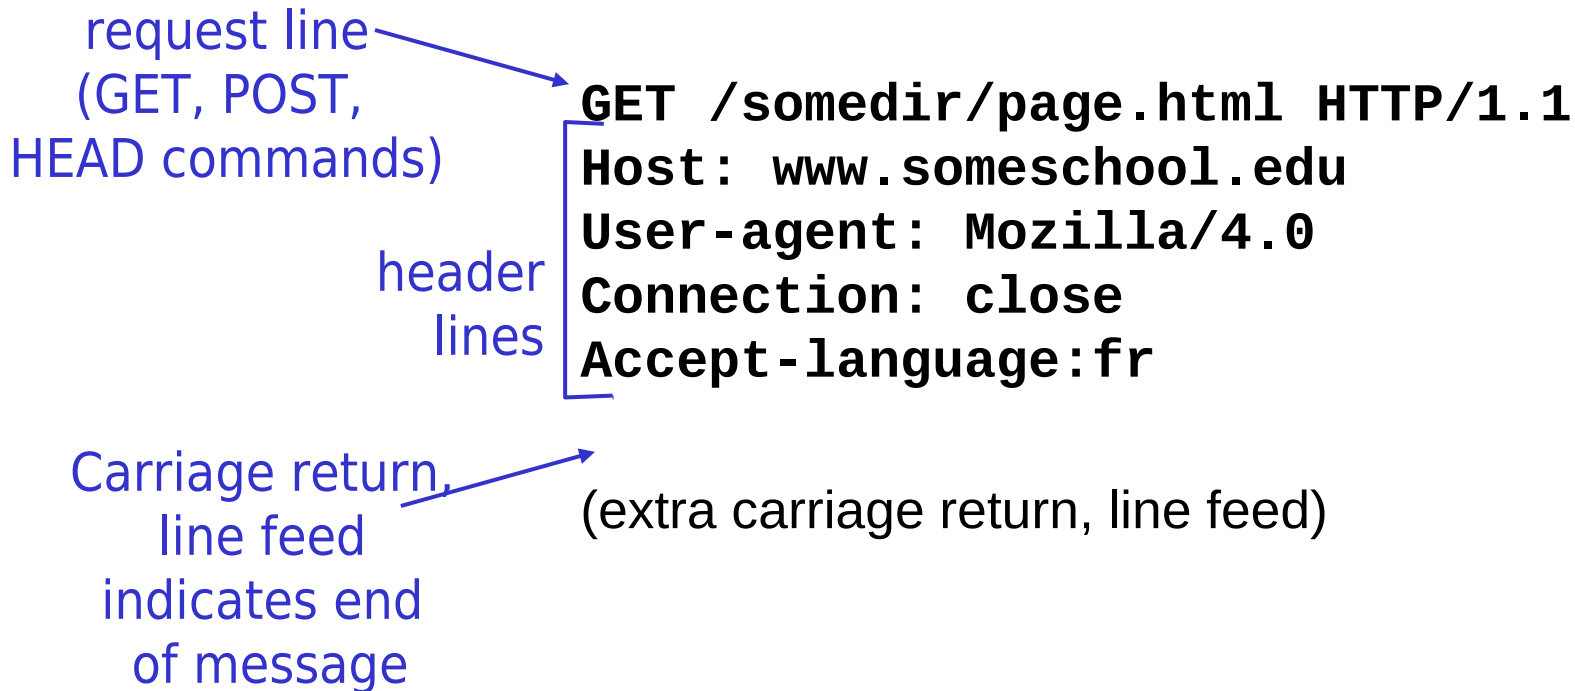 request line
(GET, POST,
HEAD commands)
GET /somedir/page.html HTTP/1.1
Host: www.someschool.edu
User-agent: Mozilla/4.0
Connection: close
Accept-language:fr
header
lines
Carriage return,
line feed
indicates end
of message
(extra carriage return, line feed)